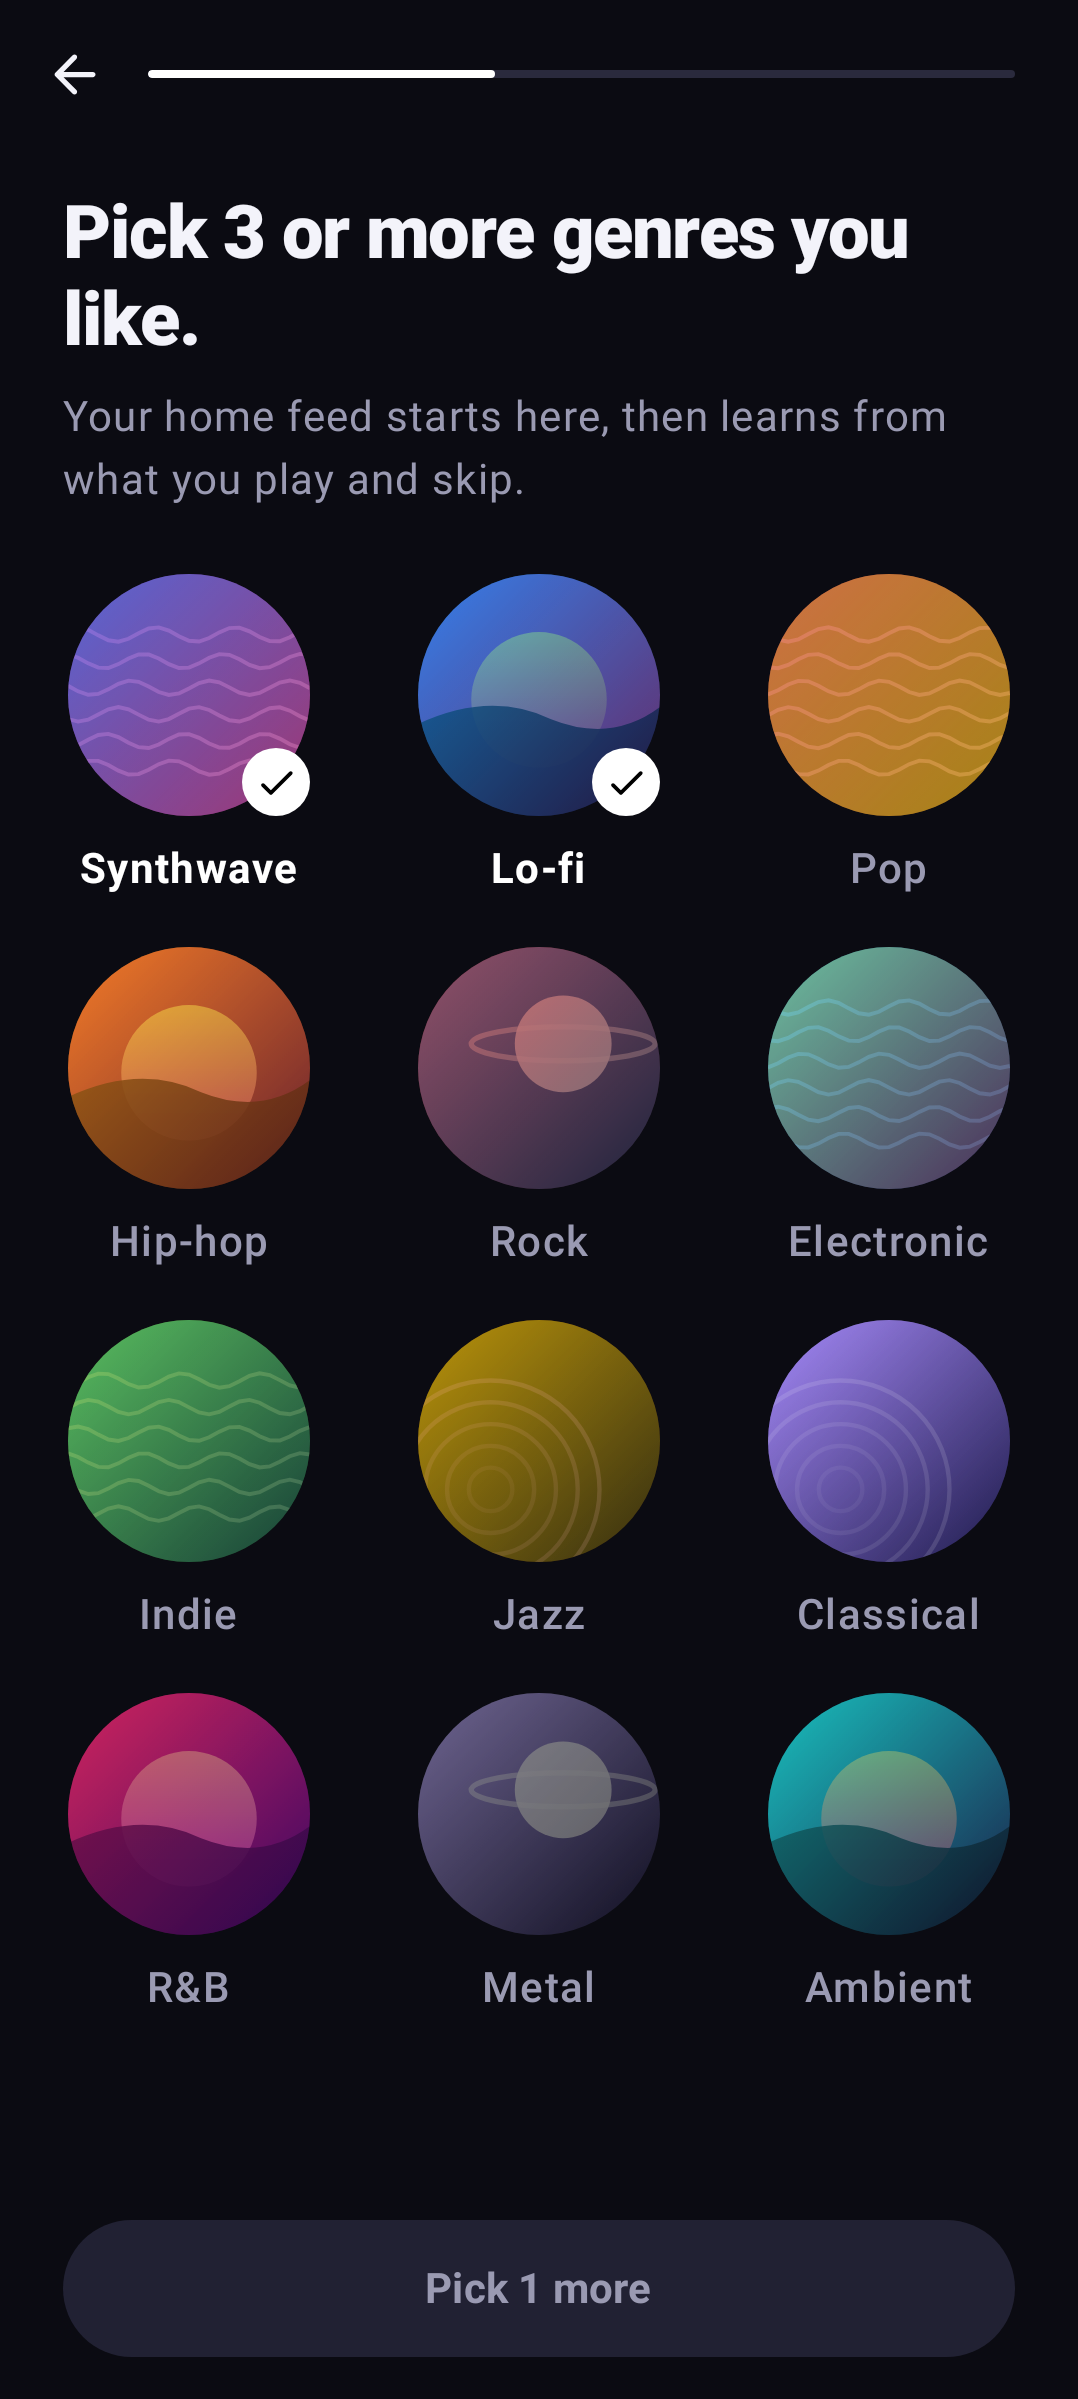 Pick 3 or more genres you
like.
Your home feed starts here, then learns from
what you play and skip.
Synthwave
Lo-fi
Pop
Hip-hop
Rock
Electronic
Indie
Jazz
Classical
R&B
Metal
Ambient
Pick 1 more